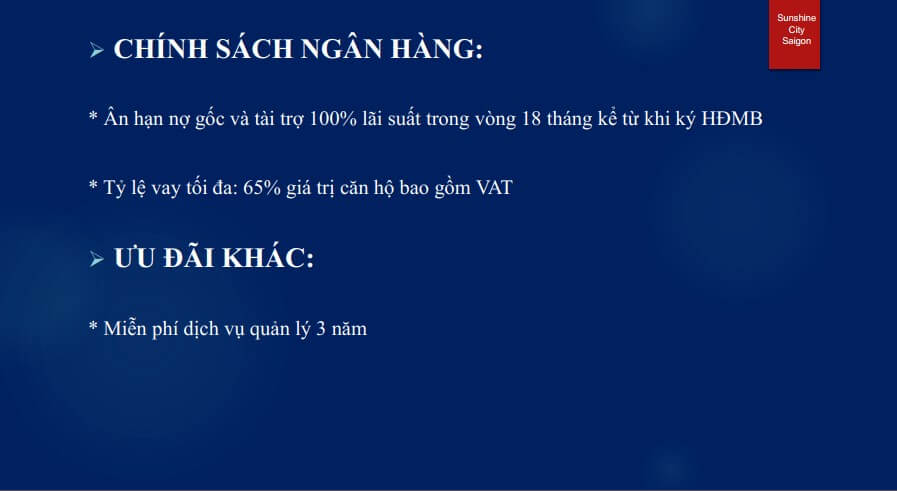 Sunshine
City
Saigon
➢ CHÍNH SÁCH NGÂN HÀNG:
* Ân hạn nợ gốc và tài trợ 100% lãi suất trong vòng 18 tháng kể từ khi ký HĐMB
* Tỷ lệ vay tối đa: 65% giá trị căn hộ bao gồm VAT
➢ ƯU ĐÃI KHÁC:
* Miễn phí dịch vụ quản lý 3 năm